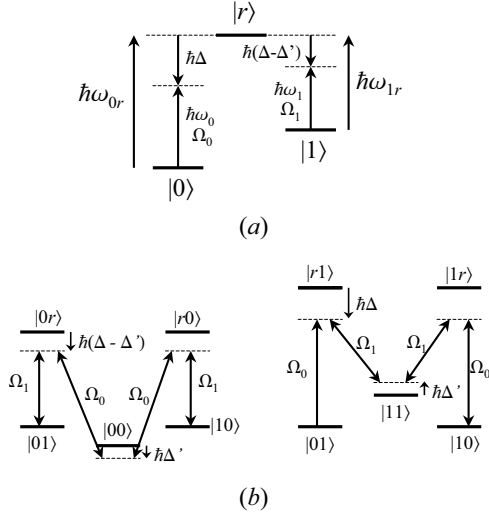 |r⟩
ħΔ
ħ(Δ-Δ')
ħω₀ᵣ
ħω₀
Ω₀
ħω₁
Ω₁
ħω₁ᵣ
|0⟩
|1⟩
(a)
|0r⟩
|r0⟩
ħ(Δ - Δ')
Ω₁
Ω₀
Ω₀
Ω₁
|00⟩
|01⟩
|10⟩
ħΔ'
|r1⟩
|1r⟩
ħΔ
Ω₀
Ω₁
Ω₁
Ω₀
ħΔ'
|11⟩
|01⟩
|10⟩
(b)